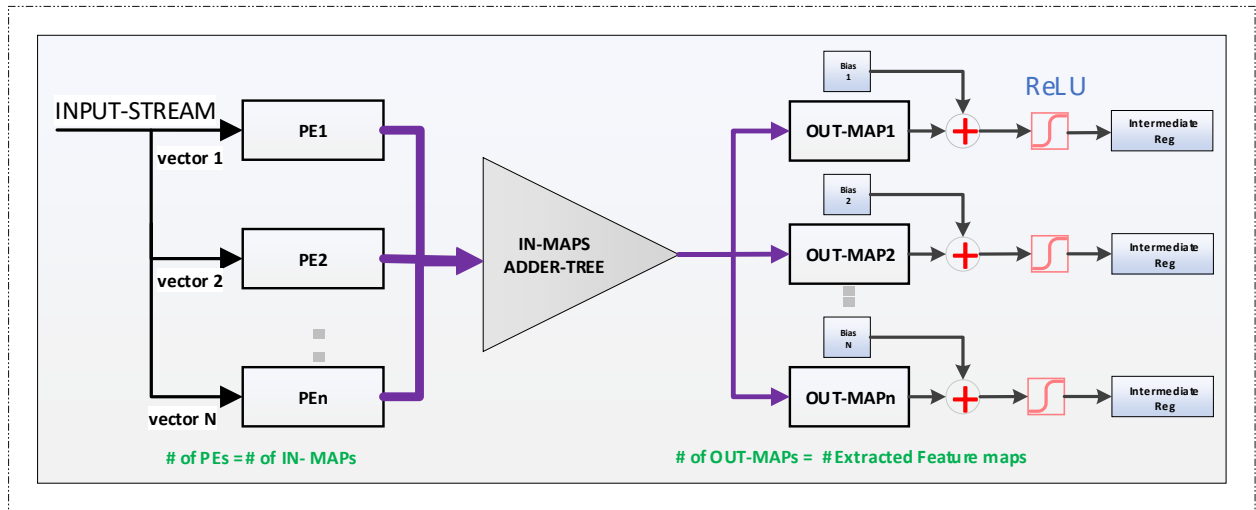 INPUT-STREAM
vector 1
PE1
vector 2
PE2
vector N
PEn
# of PEs = # of IN- MAPs
IN-MAPS
ADDER-TREE
Bias
1
OUT-MAP1
ReLU
Intermediate
Reg
Bias
2
OUT-MAP2
Intermediate
Reg
Bias
N
OUT-MAPn
Intermediate
Reg
# of OUT-MAPs = #Extracted Feature maps